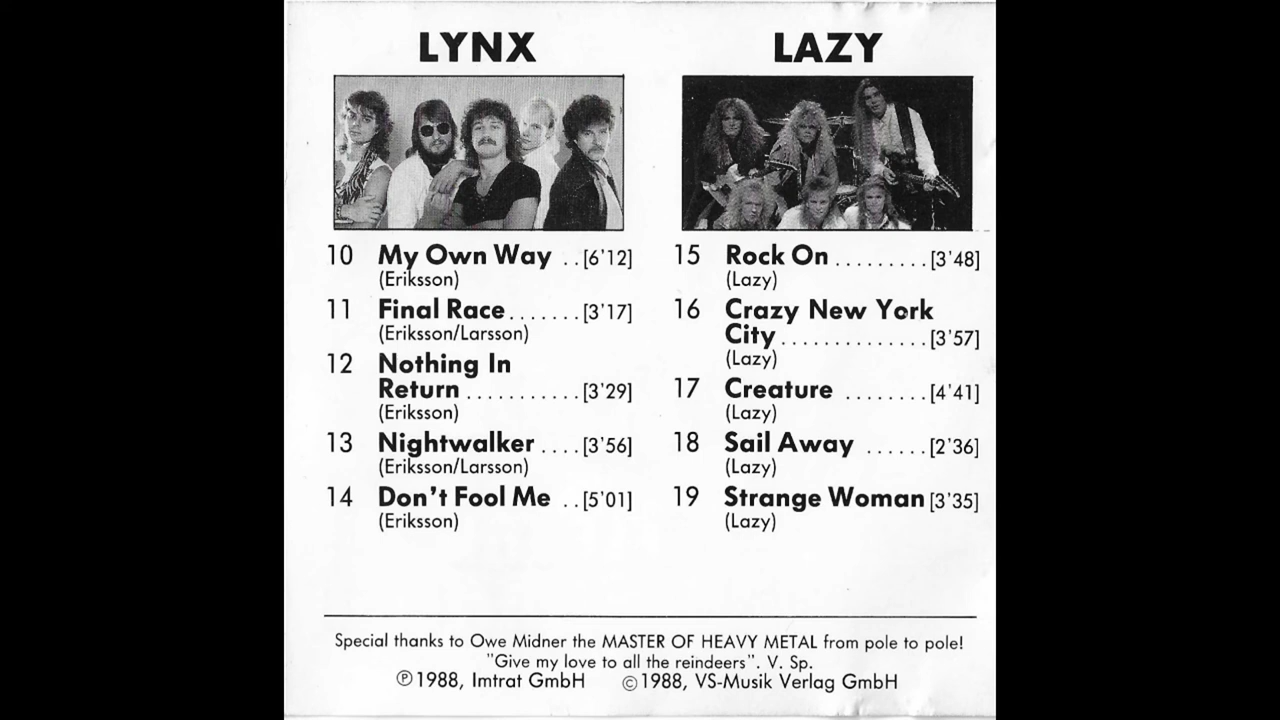 LYNX
10 My Own Way ..[6'12]
(Eriksson)
11 Final Race.......[3'17]
(Eriksson/Larsson)
12 Nothing In
Return...........[3'29]
(Eriksson)
13 Nightwalker....[3'56]
(Eriksson/Larsson)
14 Don't Fool Me ..[5'01]
(Eriksson)
LAZY
15 Rock On.........[3'48]
(Lazy)
16 Crazy New York
City..............[3'57]
(Lazy)
17 Creature ........[4'41]
(Lazy)
18 Sail Away ......[2'36]
(Lazy)
19 Strange Woman[3'35]
(Lazy)
Special thanks to Owe Midner the MASTER OF HEAVY METAL from pole to pole!
"Give my love to all the reindeers". V. Sp.
℗1988, Imtrat GmbH ©1988, VS-Musik Verlag GmbH